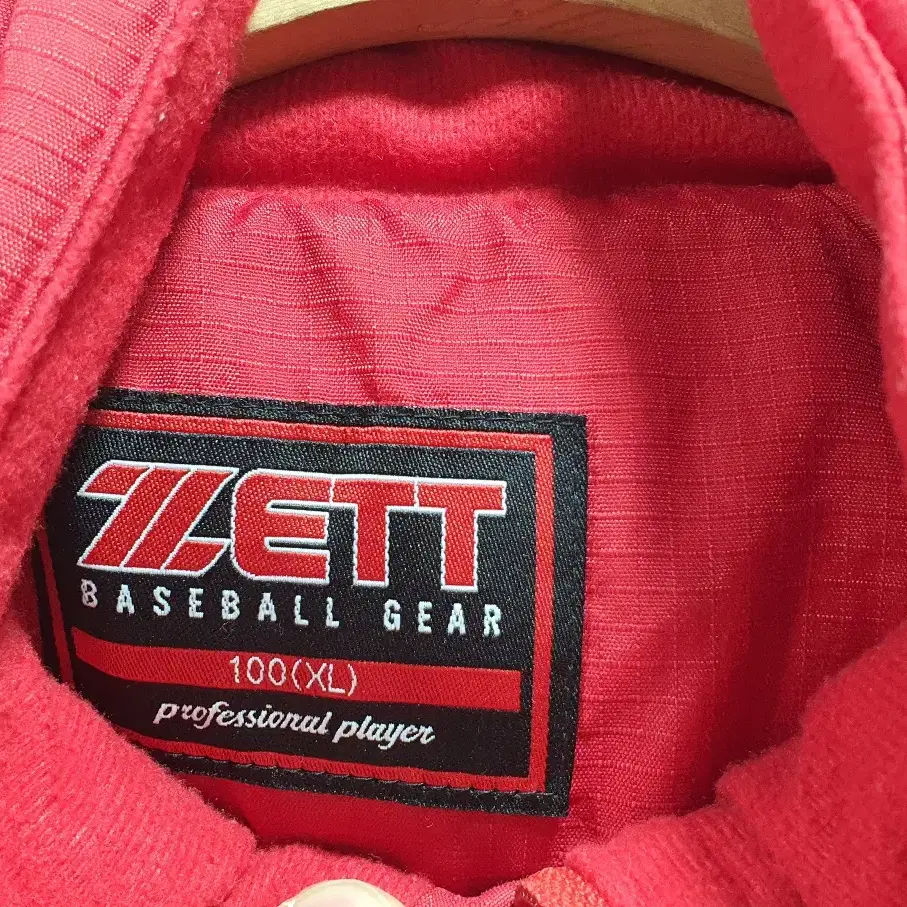 ZETT
BASEBALL GEAR
100(XL)
professional player